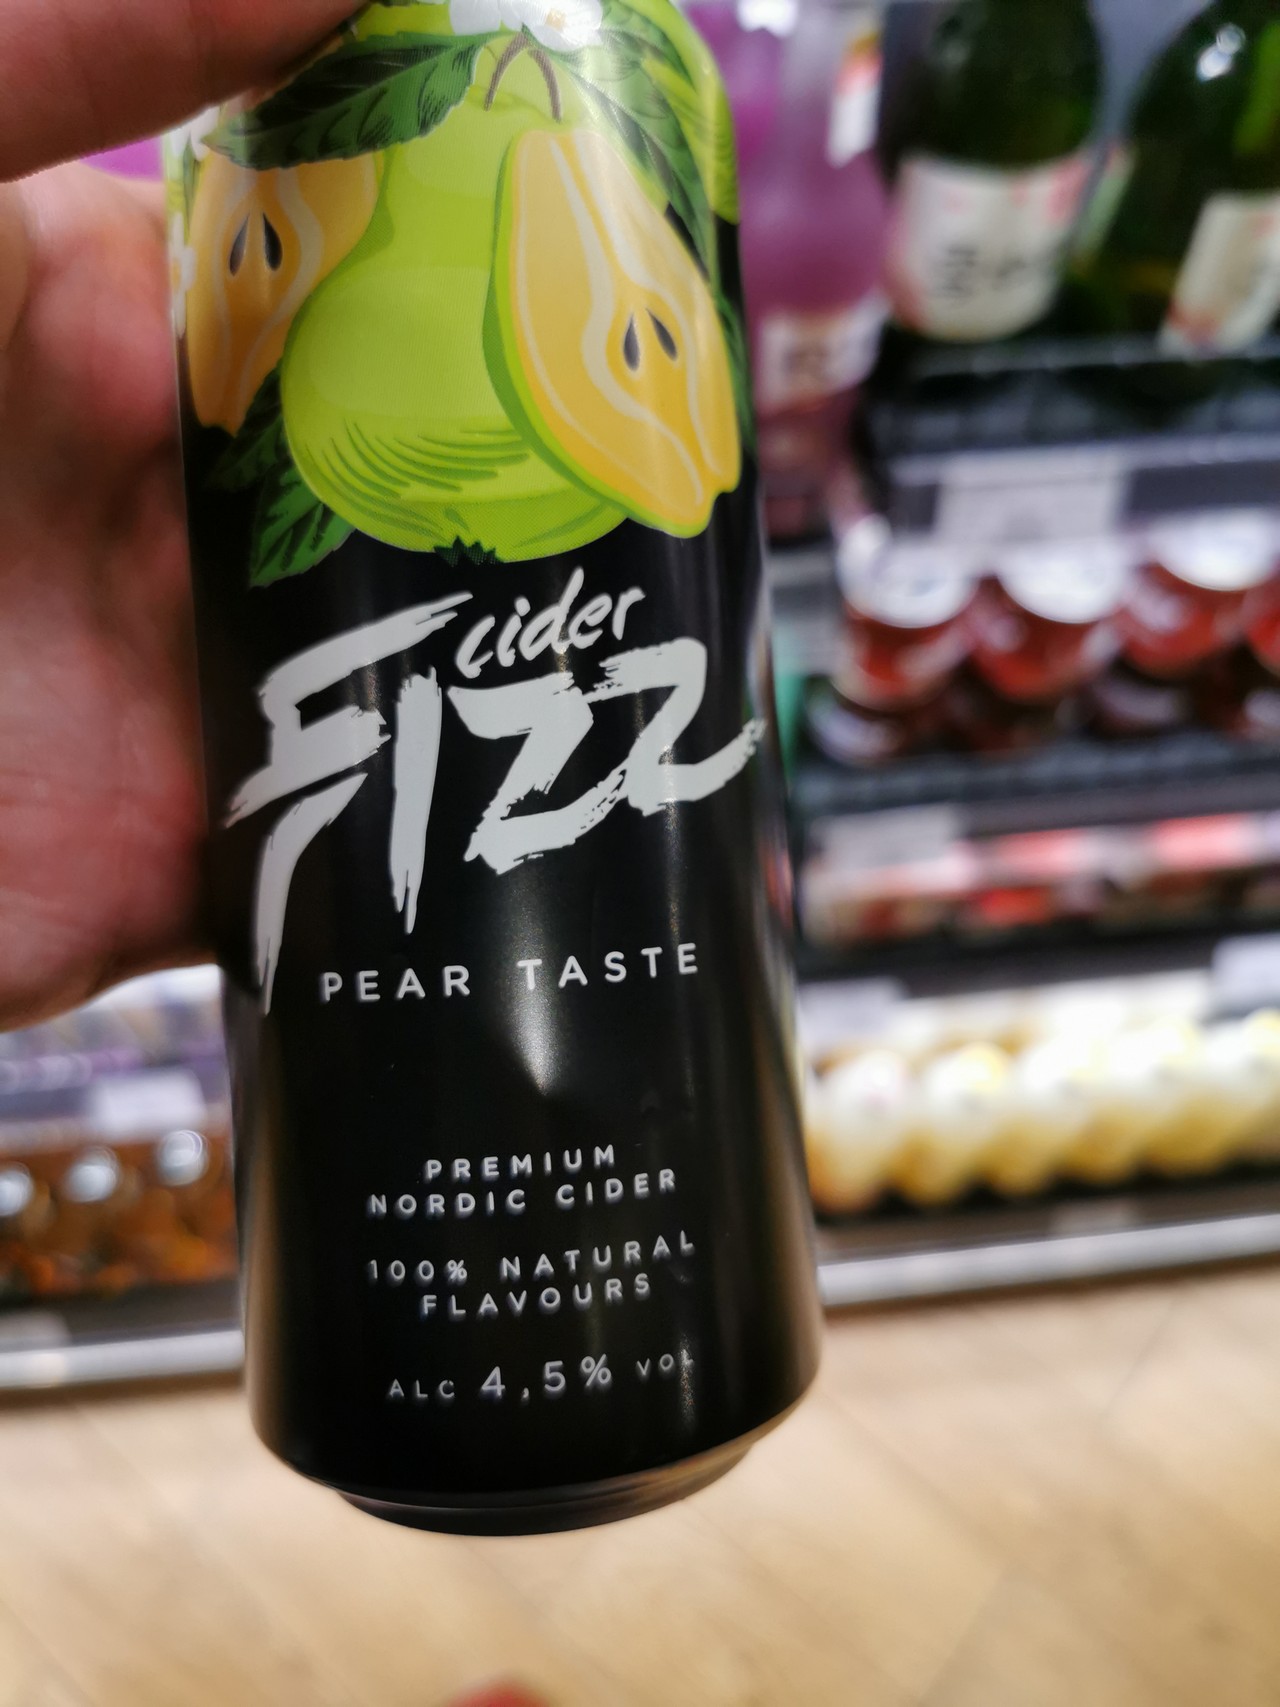 cider
FIZZ
PEAR TASTE
PREMIUM
NORDIC CIDER
100% NATURAL
FLAVOURS
ALC 4,5% VOL